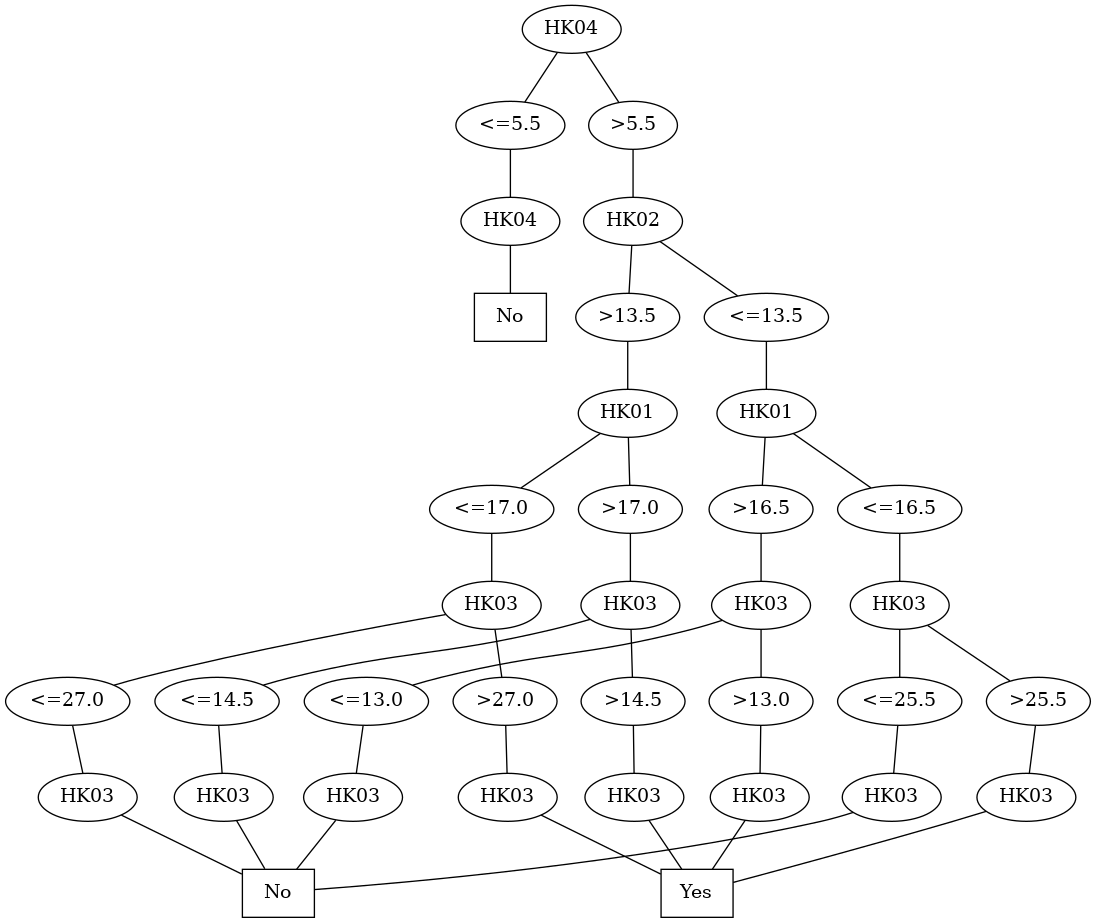 HK04
<=5.5
>5.5
HK04
HK02
No
>13.5
<=13.5
HK01
HK01
<=17.0
>17.0
>16.5
<=16.5
HK03
HK03
HK03
HK03
<=27.0
<=14.5
<=13.0
>27.0
>14.5
>13.0
<=25.5
>25.5
HK03
HK03
HK03
HK03
HK03
HK03
HK03
HK03
No
Yes